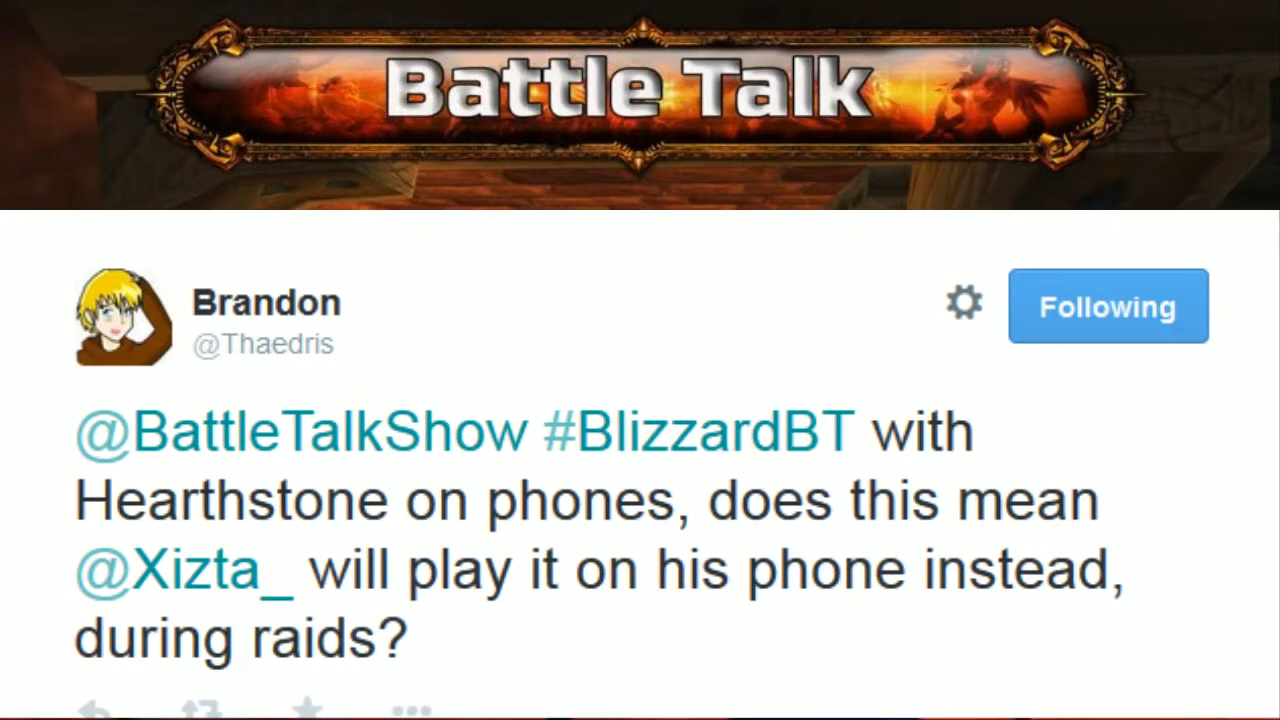 Battle Talk
Brandon
@Thaedris
Following
@BattleTalkShow #BlizzardBT with
Hearthstone on phones, does this mean
@Xizta_ will play it on his phone instead,
during raids?